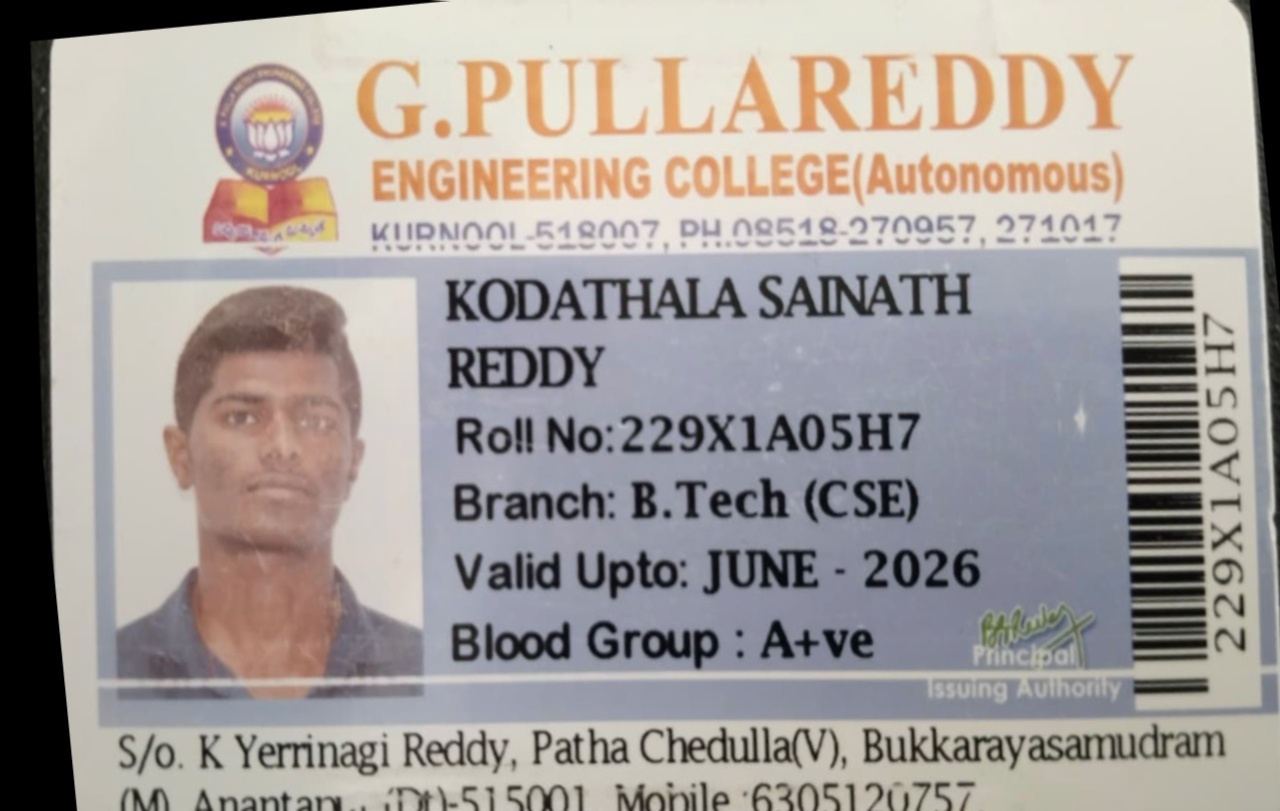 G.PULLAREDDY
ENGINEERING COLLEGE(Autonomous)
KURNOOL-518007, PH.08518-270957, 271017
KURNOOL
KODATHALA SAINATH
REDDY
Roll No:229X1A05H7
Branch: B.Tech (CSE)
Valid Upto: JUNE - 2026
Blood Group : A+ve
Principal
Issuing Authority
229X1A05H7
S/o. K Yerrinagi Reddy, Patha Chedulla(V), Bukkarayasamudram
(M), (Dt)-515001 Mobile :6305120757